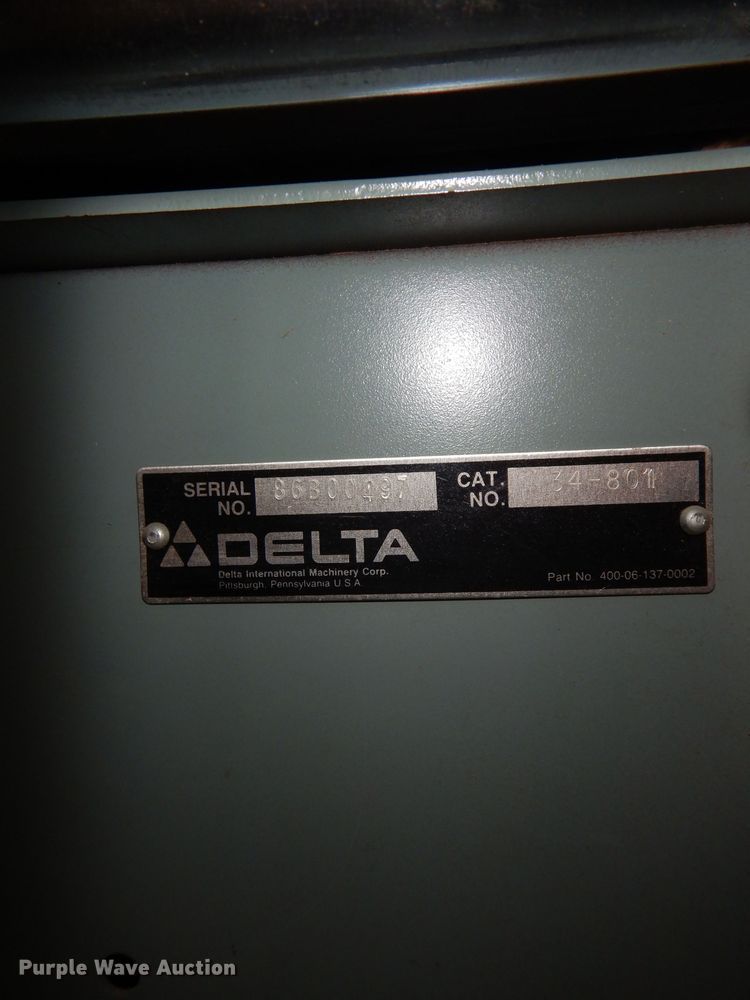 SERIAL NO. 86B00497
CAT. NO. 34-801
DELTA
Delta International Machinery Corp.
Pittsburgh, Pennsylvania U S A
Part No. 400-06-137-0002
Purple Wave Auction